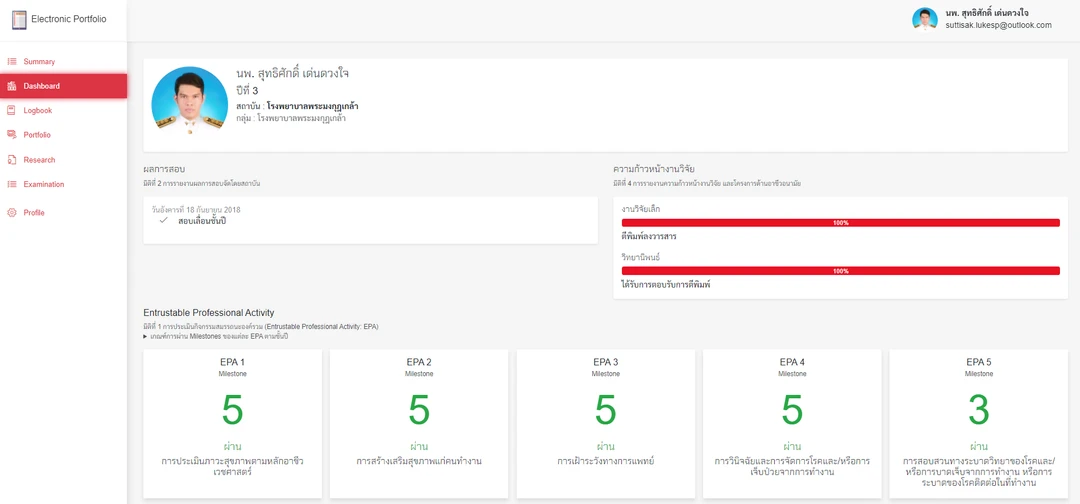 Electronic Portfolio
นพ. สุทธิศักดิ์ เด่นดวงใจ
suttisak.lukesp@outlook.com
Summary
Dashboard
Logbook
Portfolio
Research
Examination
Profile
นพ. สุทธิศักดิ์ เด่นดวงใจ
ปีที่ 3
สถาบัน : โรงพยาบาลพระมงกุฎเกล้า
กลุ่ม : โรงพยาบาลพระมงกุฎเกล้า
ผลการสอบ
มิติที่ 2 การรายงานผลการสอบจัดโดยสถาบัน
วันอังคารที่ 18 กันยายน 2018
สอบเลื่อนชั้นปี
ความก้าวหน้างานวิจัย
มิติที่ 4 การรายงานความก้าวหน้างานวิจัย และโครงการด้านอาชีวอนามัย
งานวิจัยเล็ก
100%
ตีพิมพ์ลงวารสาร
วิทยานิพนธ์
100%
ได้รับการตอบรับการตีพิมพ์
Entrustable Professional Activity
มิติที่ 1 การประเมินกิจกรรมสมรรถนะองค์รวม (Entrustable Professional Activity: EPA)
เกณฑ์การผ่าน Milestones ของแต่ละ EPA ตามชั้นปี
EPA 1
Milestone
5
ผ่าน
การประเมินภาวะสุขภาพตามหลักอาชีว
เวชศาสตร์
EPA 2
Milestone
5
ผ่าน
การสร้างเสริมสุขภาพแก่คนทำงาน
EPA 3
Milestone
5
ผ่าน
การเฝ้าระวังทางการแพทย์
EPA 4
Milestone
5
ผ่าน
การวินิจฉัยและการจัดการโรคและ/หรือการ
เจ็บป่วยจากการทำงาน
EPA 5
Milestone
3
ผ่าน
การสอบสวนทางระบาดวิทยาของโรคและ/
หรือการบาดเจ็บจากการทำงาน หรือการ
ระบาดของโรคติดต่อในที่ทำงาน